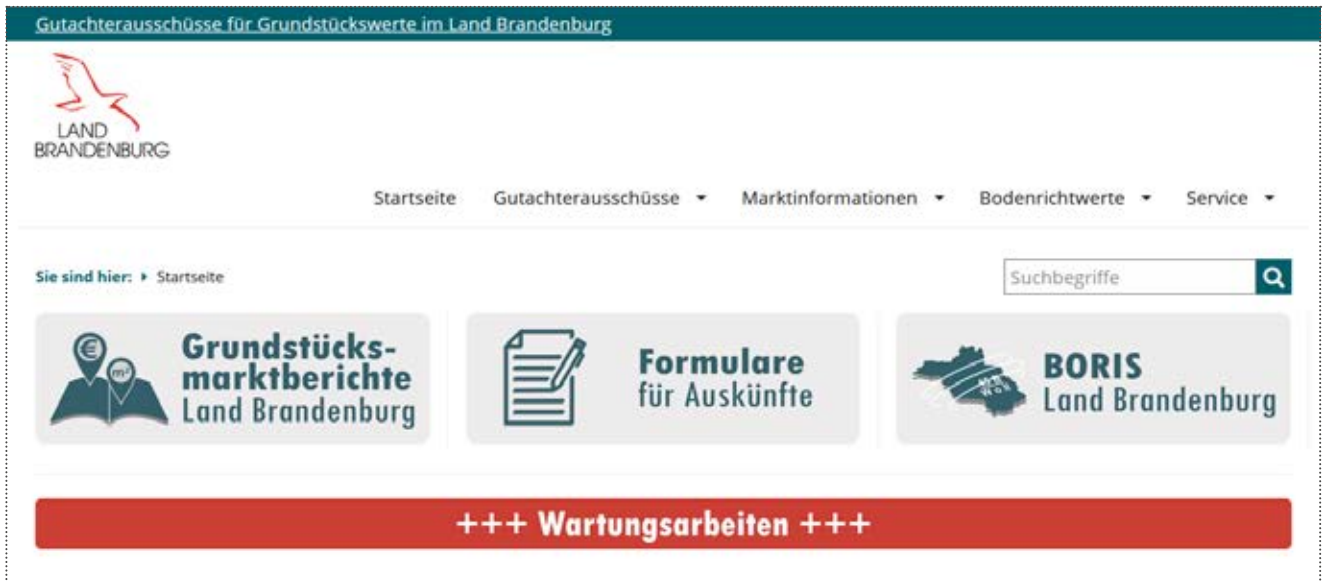 Gutachterausschüsse für Grundstückswerte im Land Brandenburg
LAND
BRANDENBURG
Startseite Gutachterausschüsse Marktinformationen Bodenrichtwerte Service
Sie sind hier: Startseite
Suchbegriffe
€
m²
Grundstücks-
marktberichte
Land Brandenburg
Formulare
für Auskünfte
BORIS
Land Brandenburg
+++ Wartungsarbeiten +++